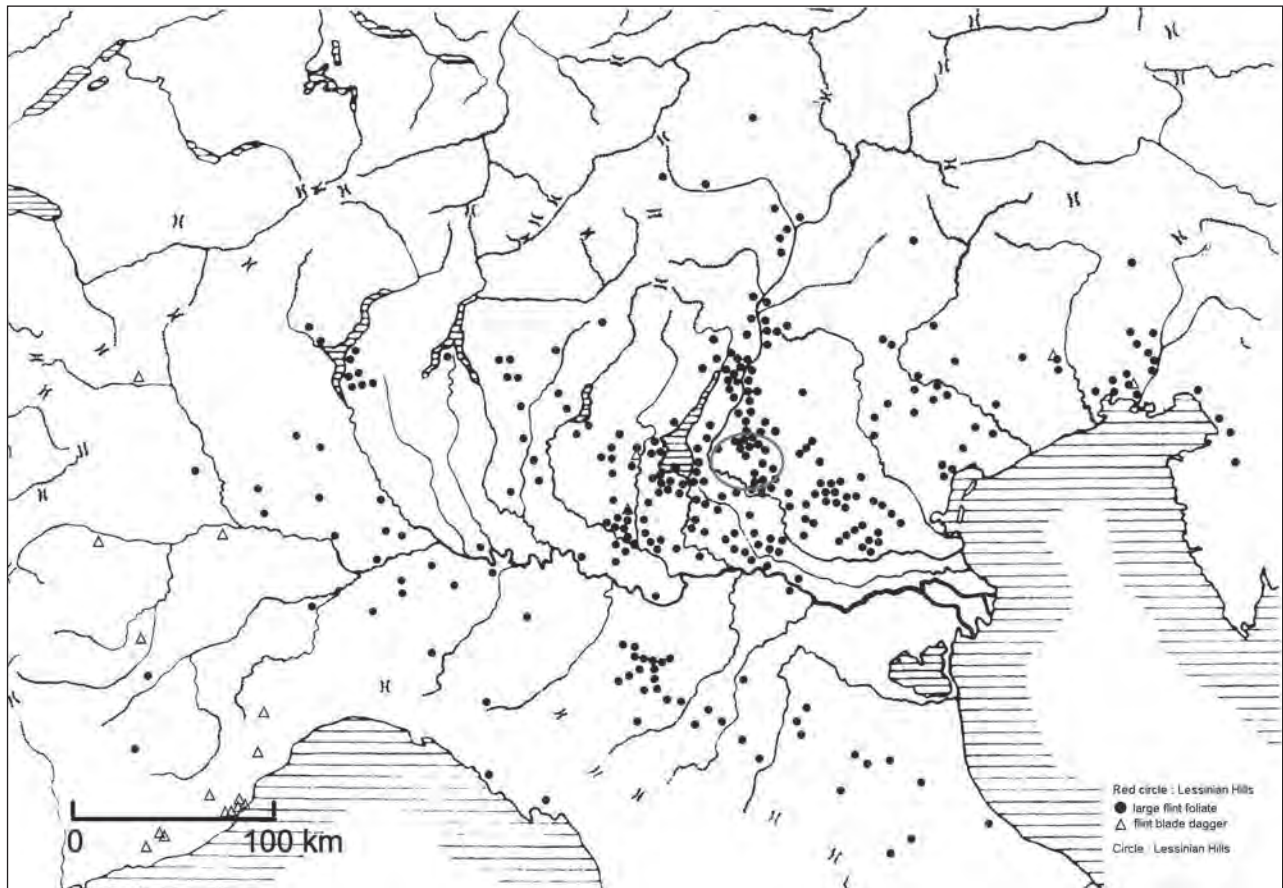 Red circle : Lessinian Hills
large flint foliate
flint blade dagger
Circle : Lessinian Hills
0 100 km